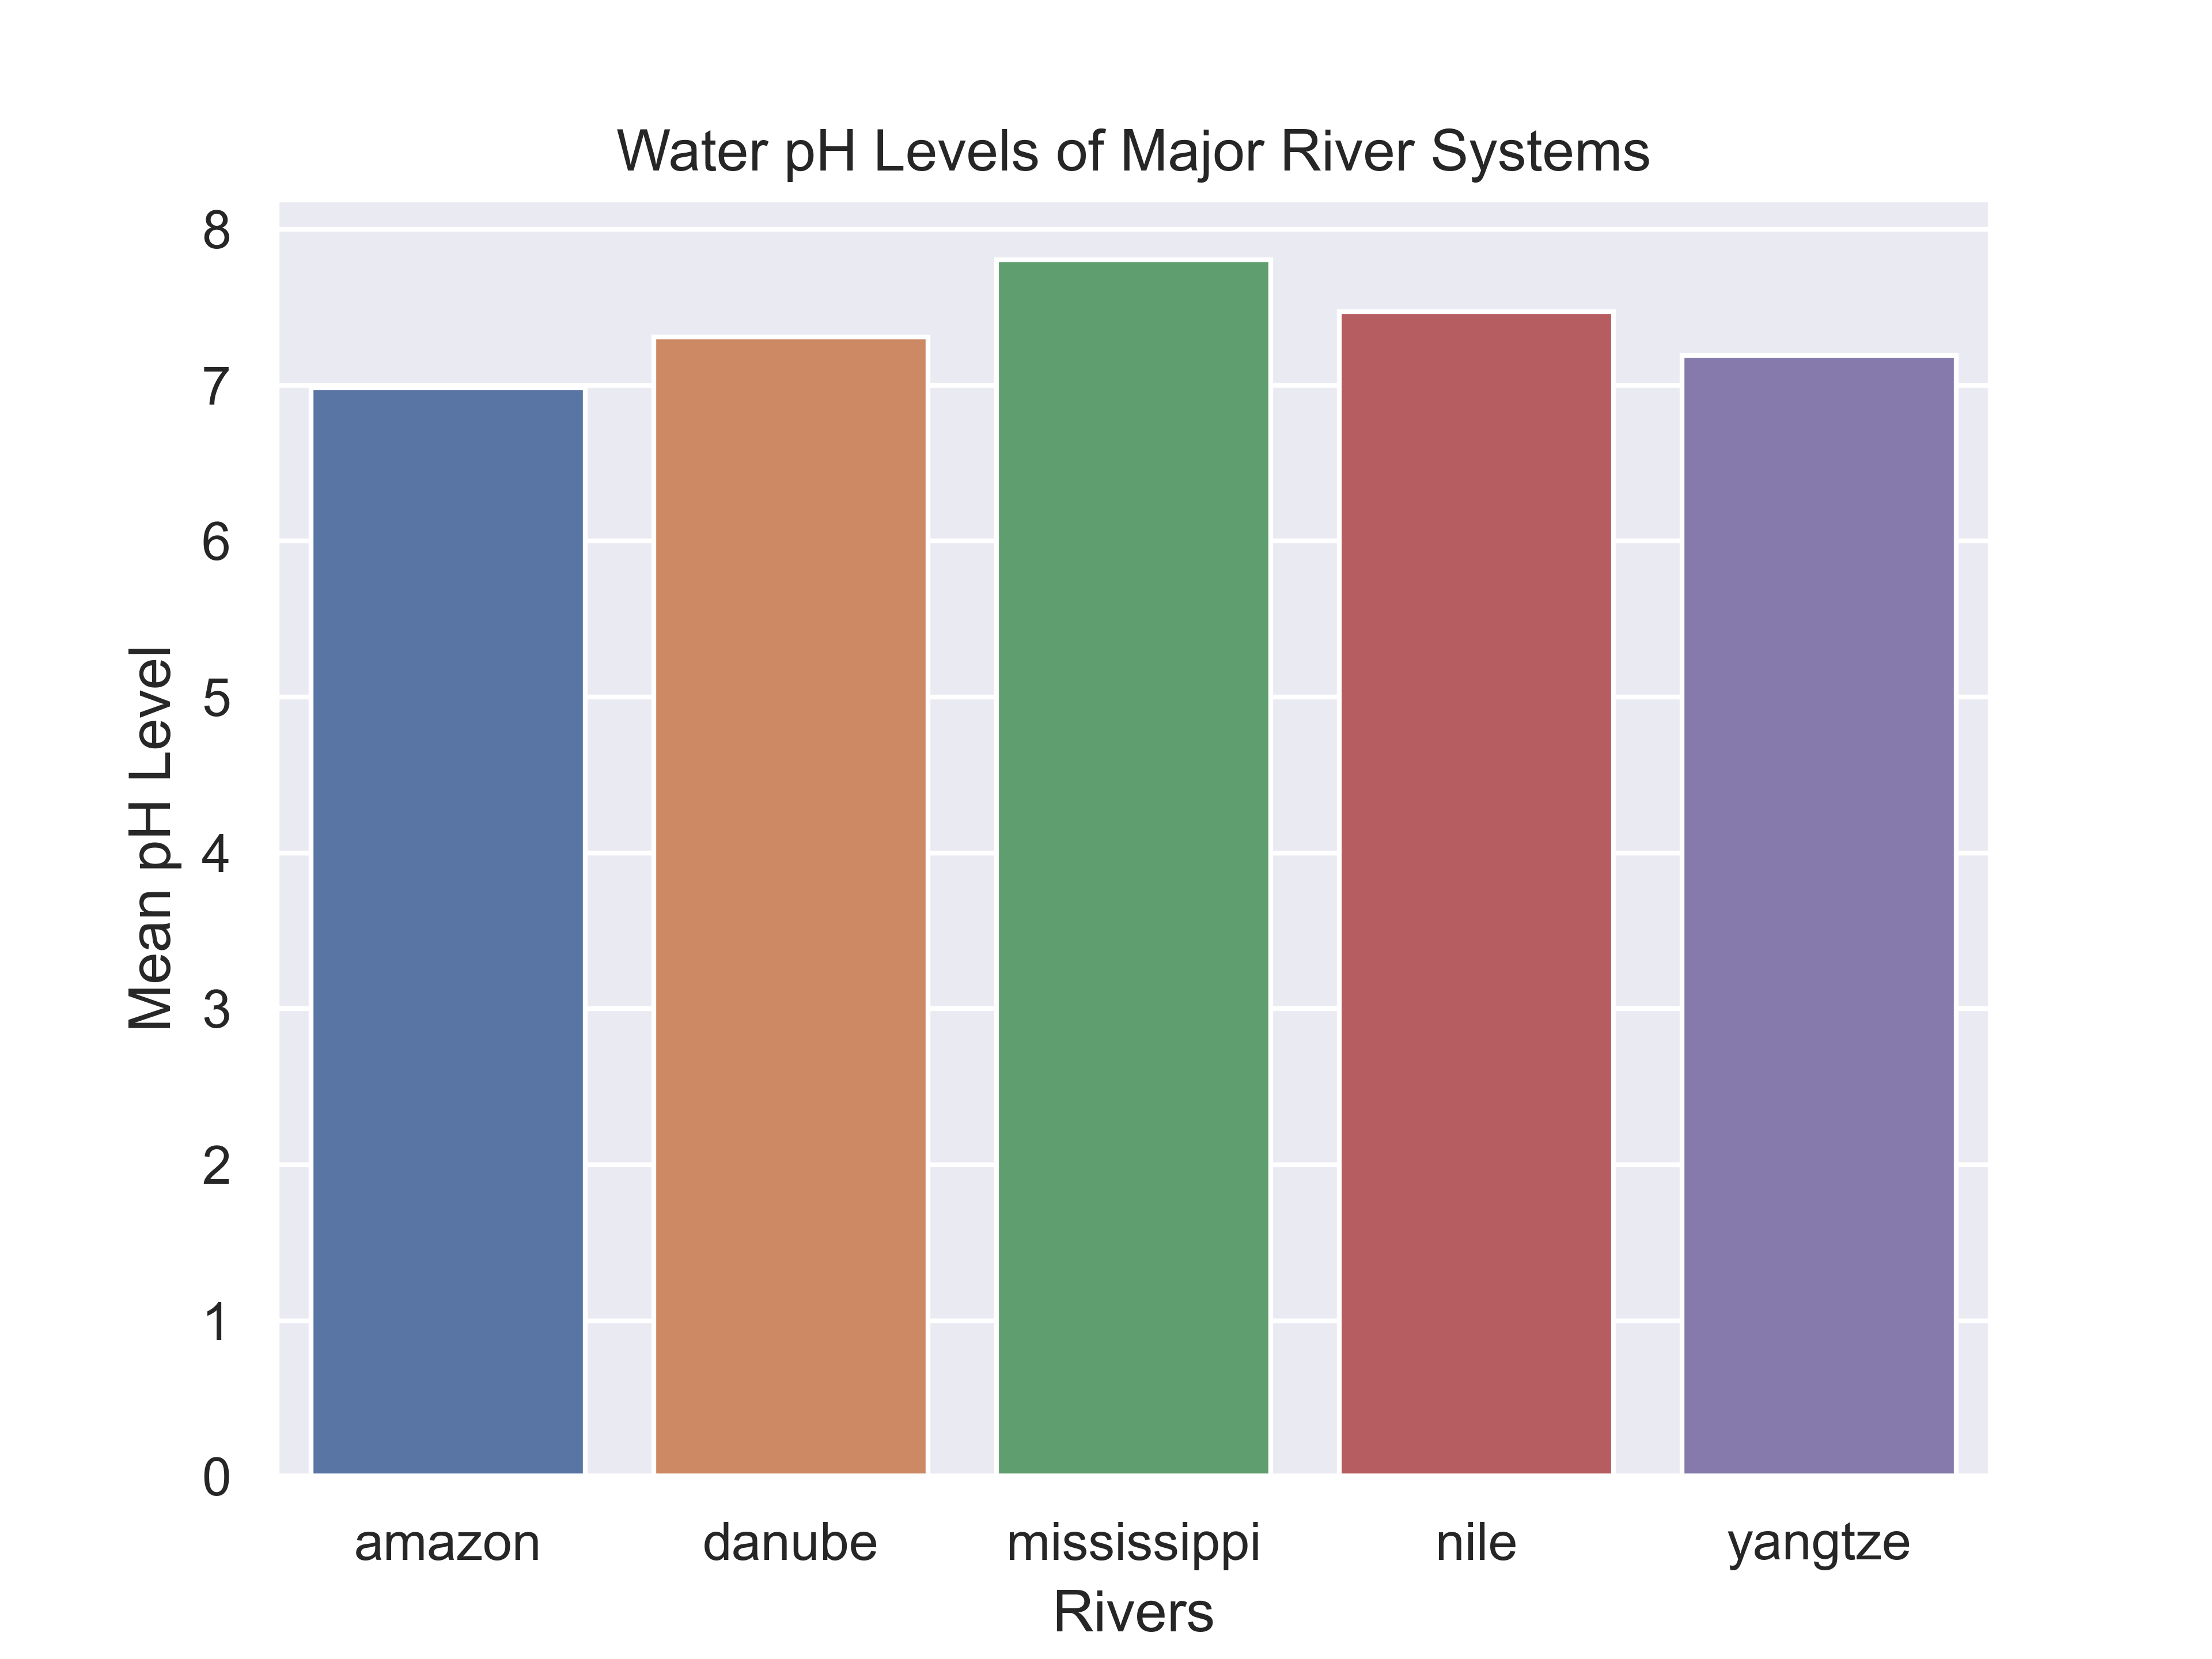 Water pH Levels of Major River Systems
8
7
6
5
4
3
2
1
0
Mean pH Level
amazon danube mississippi nile yangtze
Rivers